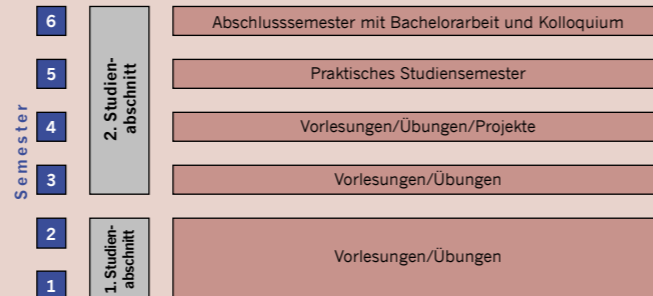 6
Abschlusssemester mit Bachelorarbeit und Kolloquium
5
Praktisches Studiensemester
2. Studien-
abschnitt
4
Vorlesungen/Übungen/Projekte
3
Vorlesungen/Übungen
Semester
2
1. Studien-
abschnitt
Vorlesungen/Übungen
1